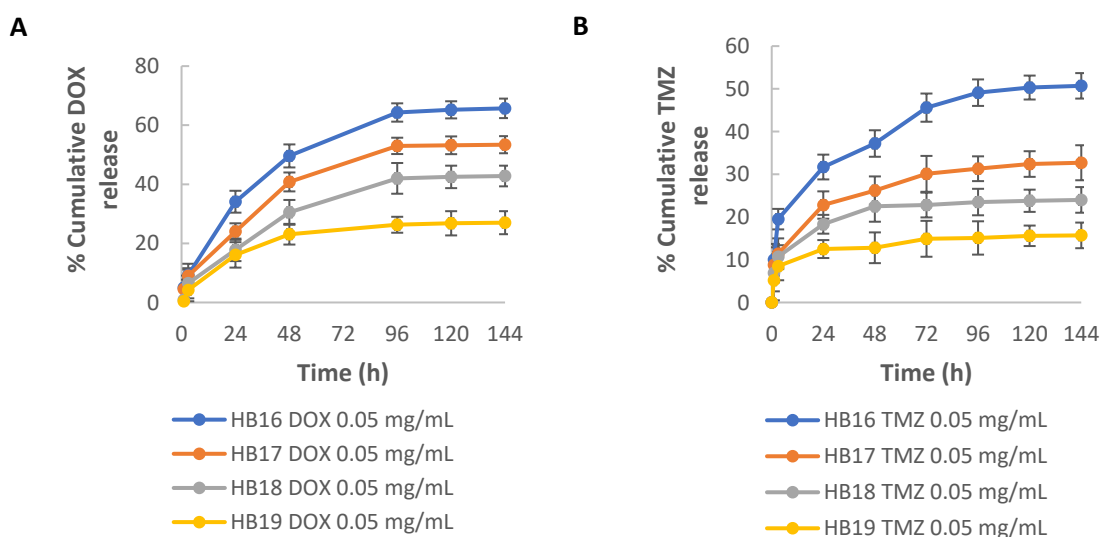 A
% Cumulative DOX
release
80
60
40
20
0
0 24 48 72 96 120 144
Time (h)
HB16 DOX 0.05 mg/mL
HB17 DOX 0.05 mg/mL
HB18 DOX 0.05 mg/mL
HB19 DOX 0.05 mg/mL
B
% Cumulative TMZ
release
60
50
40
30
20
10
0
0 24 48 72 96 120 144
Time (h)
HB16 TMZ 0.05 mg/mL
HB17 TMZ 0.05 mg/mL
HB18 TMZ 0.05 mg/mL
HB19 TMZ 0.05 mg/mL